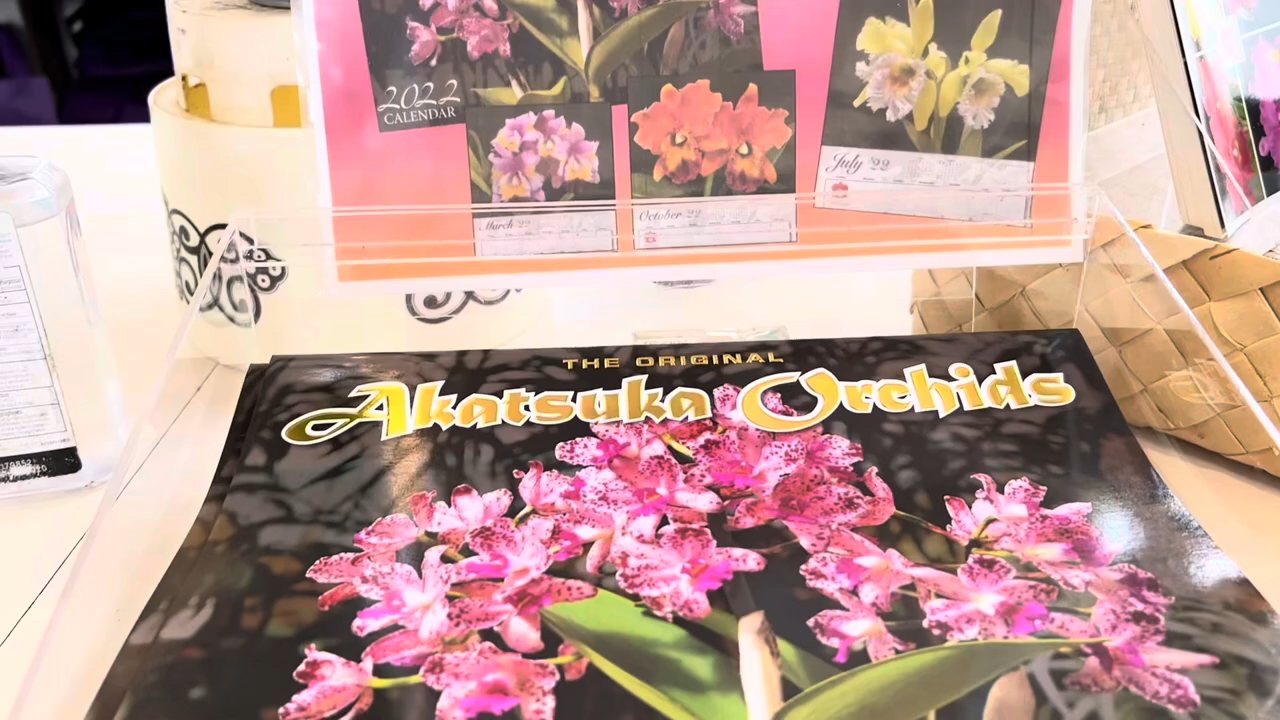 2022
CALENDAR
July '22
March '22
October '22
THE ORIGINAL
Akatsuka Orchids